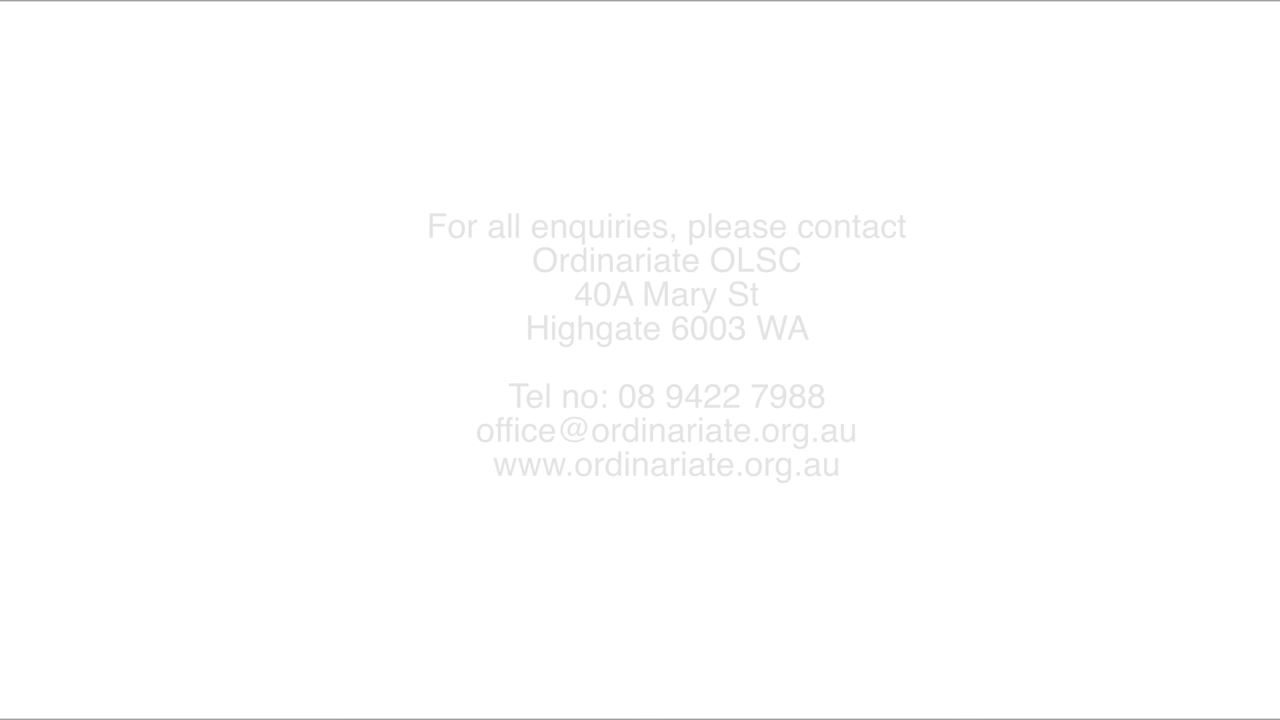 For all enquiries, please contact
Ordinariate OLSC
40A Mary St
Highgate 6003 WA
Tel no: 08 9422 7988
office@ordinariate.org.au
www.ordinariate.org.au